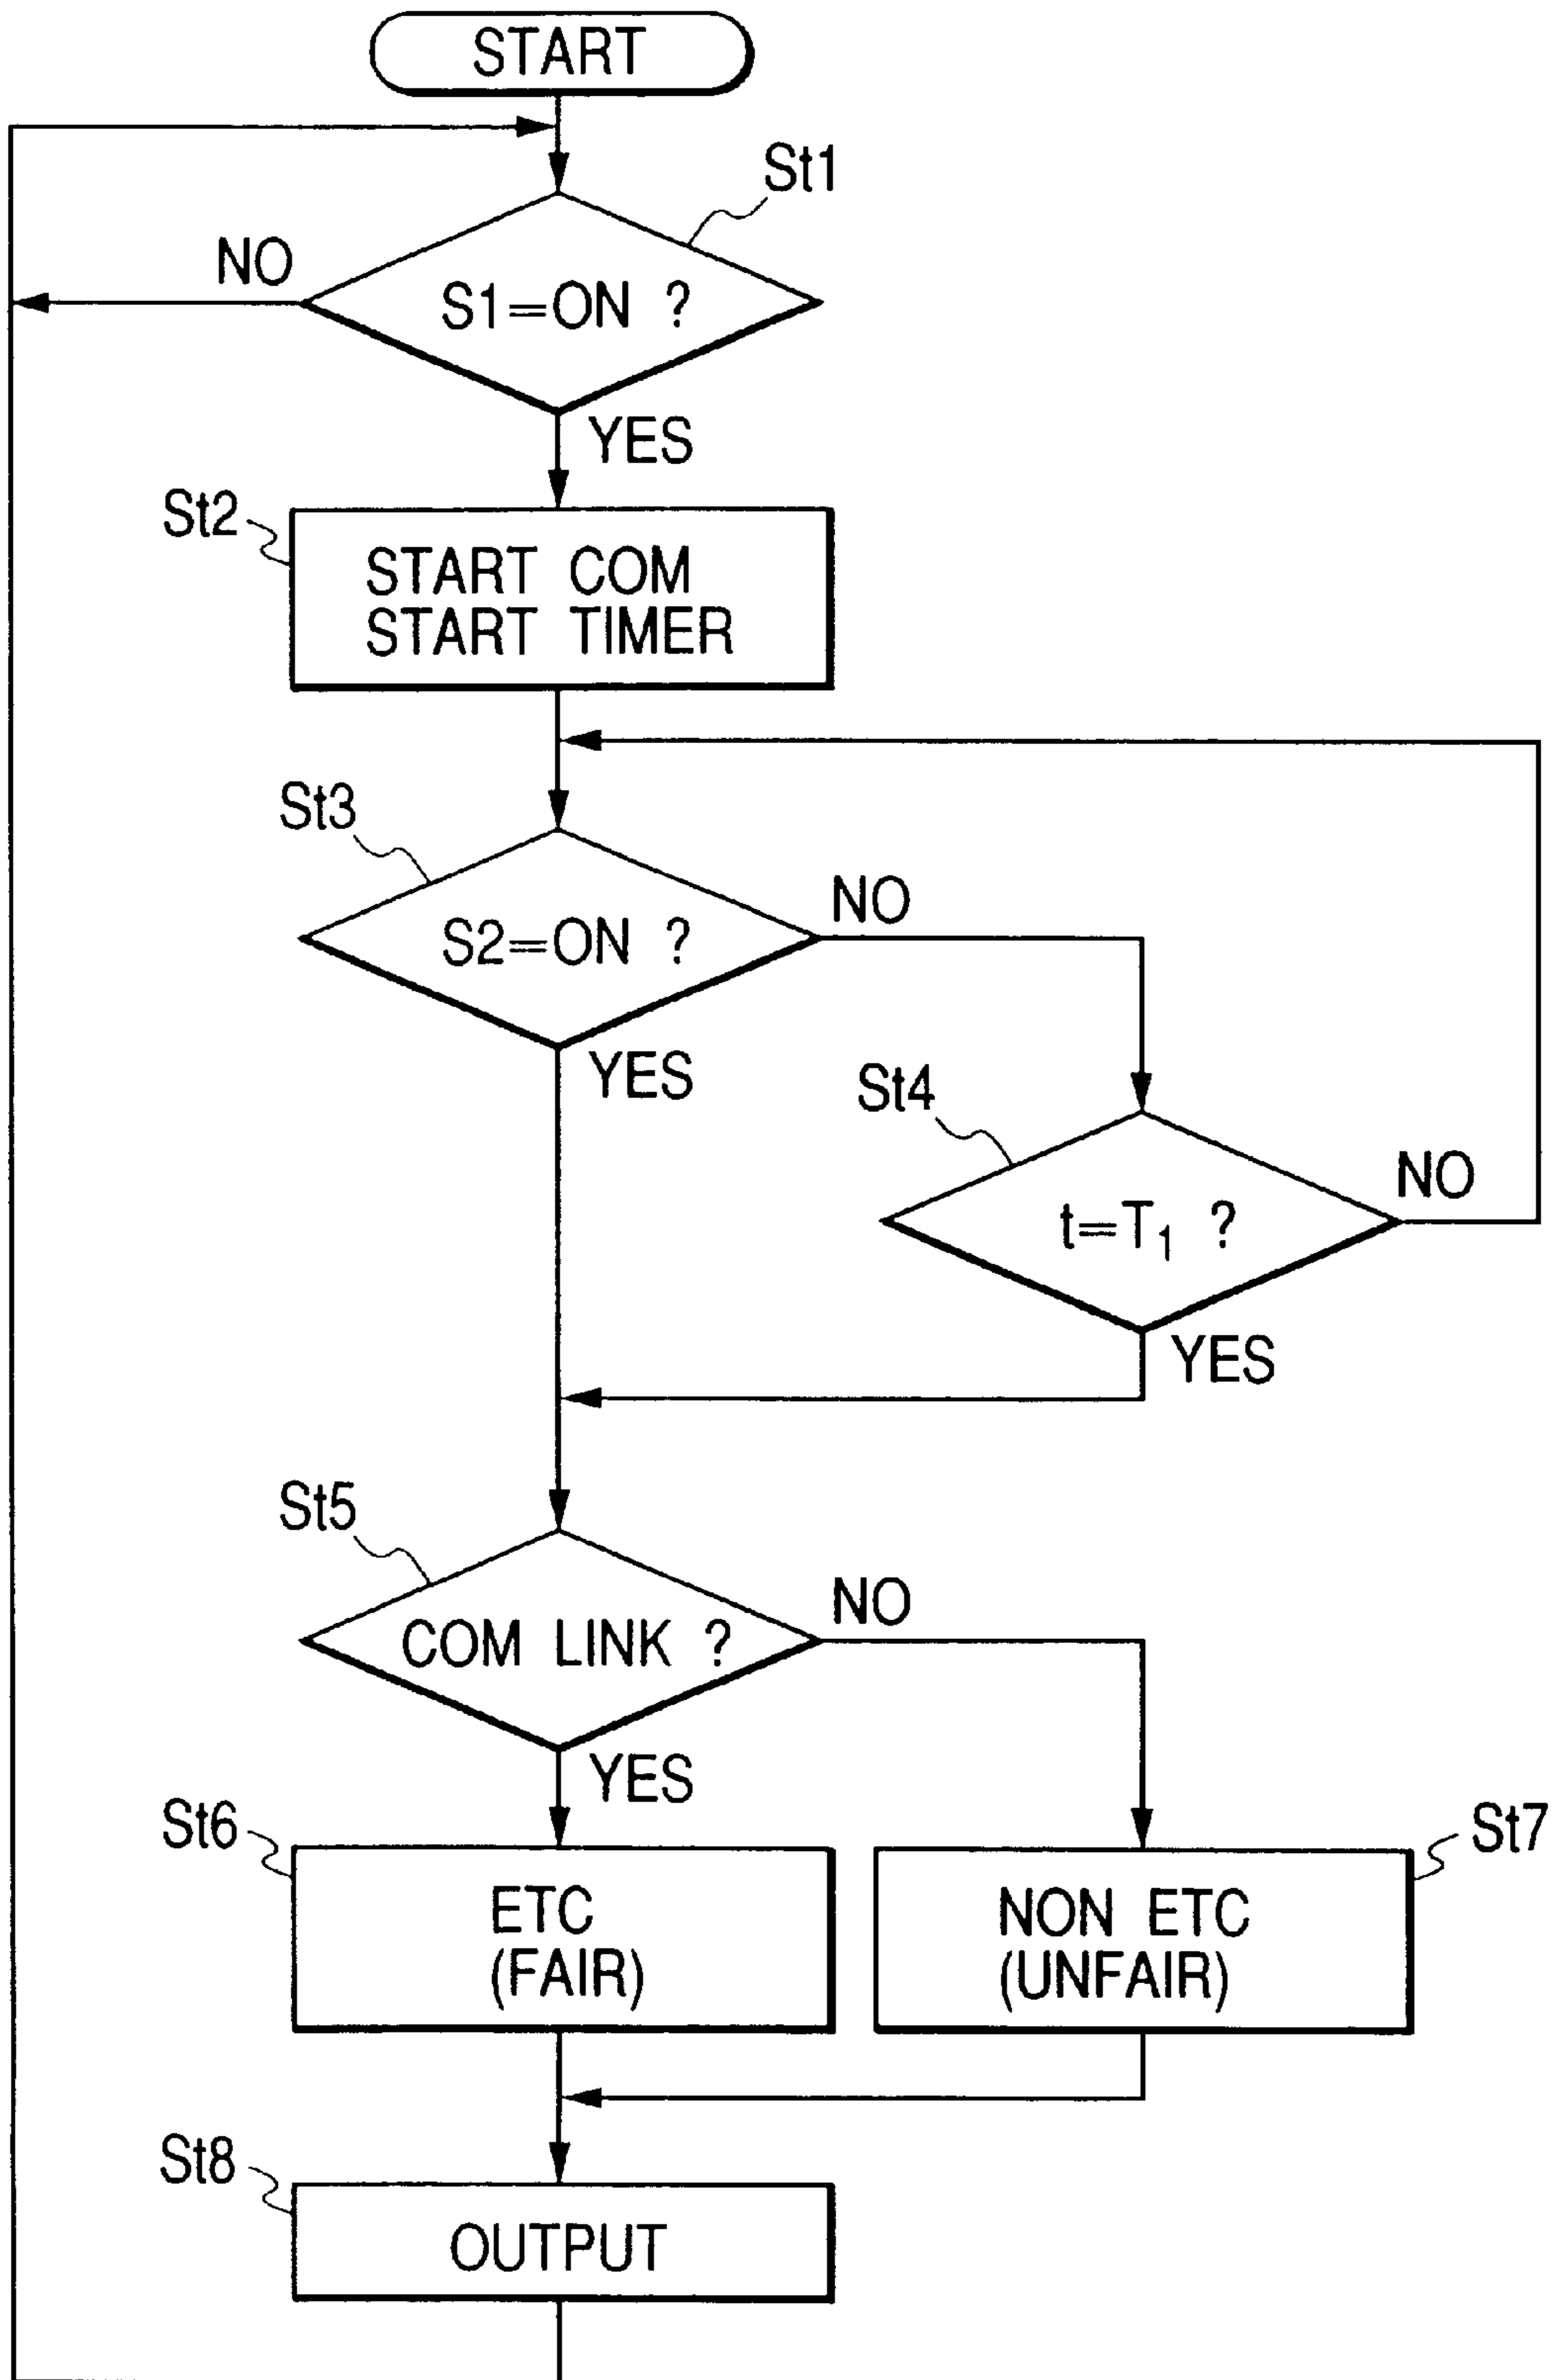 START
St1
NO
S1=ON ?
YES
St2
START COM
START TIMER
St3
NO
S2=ON ?
YES
St4
NO
t=T₁ ?
YES
St5
NO
COM LINK ?
YES
St6
St7
ETC
(FAIR)
NON ETC
(UNFAIR)
St8
OUTPUT